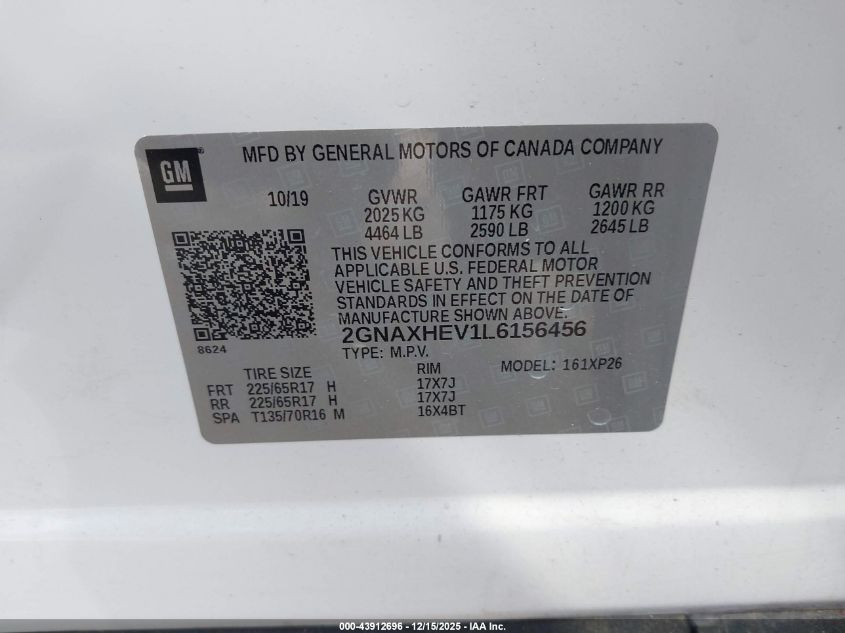 GM
MFD BY GENERAL MOTORS OF CANADA COMPANY
10/19 GVWR GAWR FRT GAWR RR
2025 KG 1175 KG 1200 KG
4464 LB 2590 LB 2645 LB
THIS VEHICLE CONFORMS TO ALL
APPLICABLE U.S. FEDERAL MOTOR
VEHICLE SAFETY AND THEFT PREVENTION
STANDARDS IN EFFECT ON THE DATE OF
MANUFACTURE SHOWN ABOVE.
2GNAXHEV1L6156456
8624
TYPE: M.P.V. MODEL: 161XP26
TIRE SIZE RIM
FRT 225/65R17 H 17X7J
RR 225/65R17 H 17X7J
SPA T135/70R16 M 16X4BT
000-43912696 - 12/15/2025 - IAA Inc.